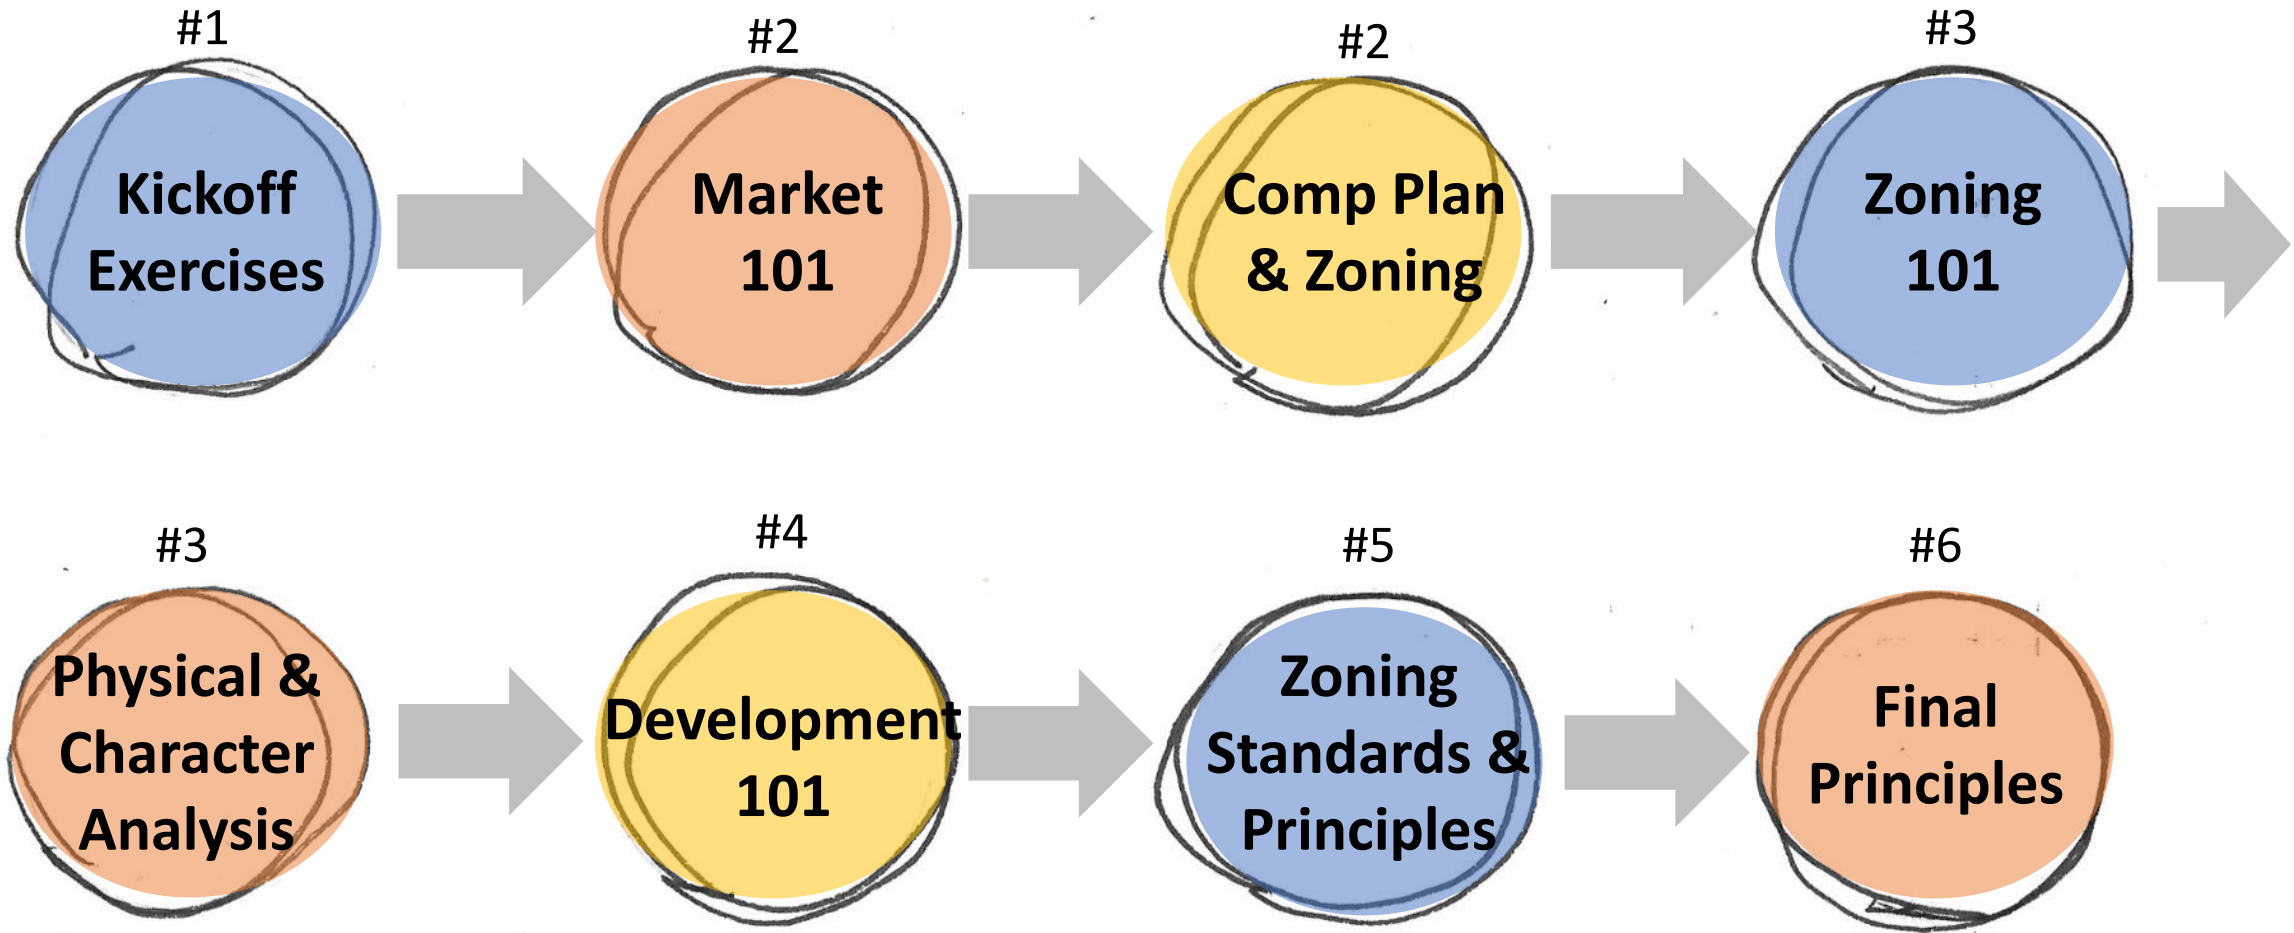 #1
Kickoff
Exercises
#2
Market
101
#2
Comp Plan
& Zoning
#3
Zoning
101
#3
Physical &
Character
Analysis
#4
Development
101
#5
Zoning
Standards &
Principles
#6
Final
Principles